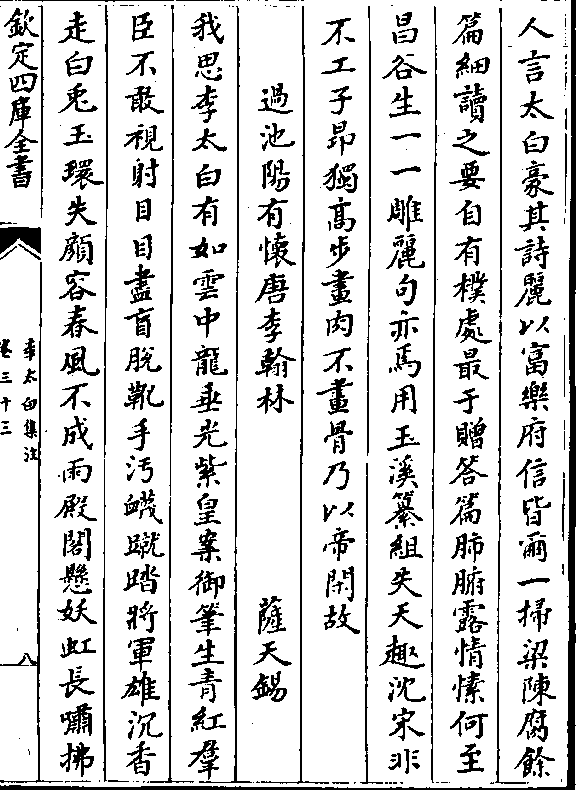 人言太白豪其詩麗以富樂府信皆爾一掃梁陳腐餘
篇細讀之要自有樸處最于贈答篇肺腑露情愫何至
昌谷生一一雕麗句亦焉用玉溪纂組失天趣沈宋非
不工子昂獨高步畫肉不畫骨乃以帝閑故
過池陽有懷唐李翰林 薩天錫
我思李太白有如雲中龍垂光紫皇案御筆生青紅羣
臣不敢視射目目盡盲脫靴手汚衊蹴踏將軍雄沉香
走白兎玉環失顔容春風不成雨殿閣懸妖虹長嘯拂
欽定四庫全書
李太白集注
卷三十三
八